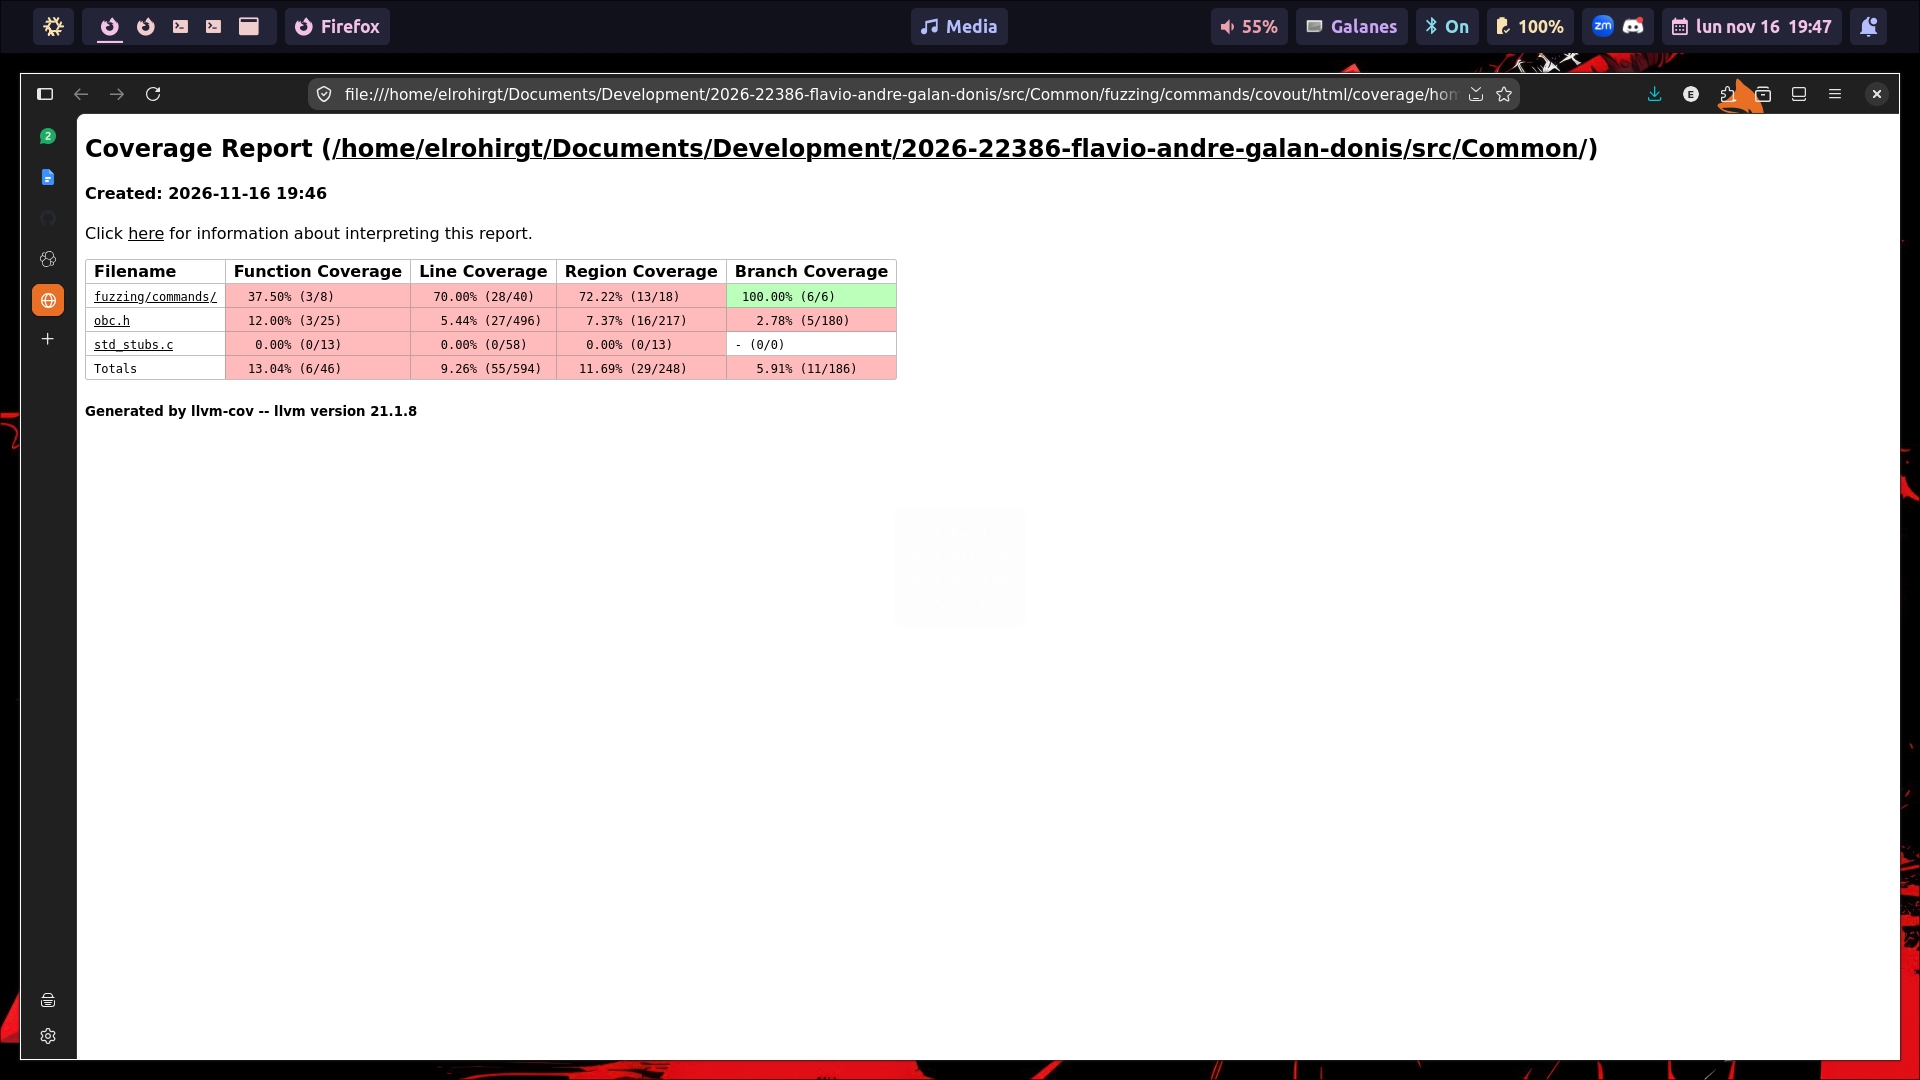 Firefox
Media
55%
Galanes
On
100%
zm
lun nov 16 19:47
file:///home/elrohirgt/Documents/Development/2026-22386-flavio-andre-galan-donis/src/Common/fuzzing/commands/covout/html/coverage/hom
E
2
Coverage Report (/home/elrohirgt/Documents/Development/2026-22386-flavio-andre-galan-donis/src/Common/)
Created: 2026-11-16 19:46
Click here for information about interpreting this report.
Filename Function Coverage Line Coverage Region Coverage Branch Coverage
fuzzing/commands/ 37.50% (3/8) 70.00% (28/40) 72.22% (13/18) 100.00% (6/6)
obc.h 12.00% (3/25) 5.44% (27/496) 7.37% (16/217) 2.78% (5/180)
std_stubs.c 0.00% (0/13) 0.00% (0/58) 0.00% (0/13) - (0/0)
Totals 13.04% (6/46) 9.26% (55/594) 11.69% (29/248) 5.91% (11/186)
Generated by llvm-cov -- llvm version 21.1.8